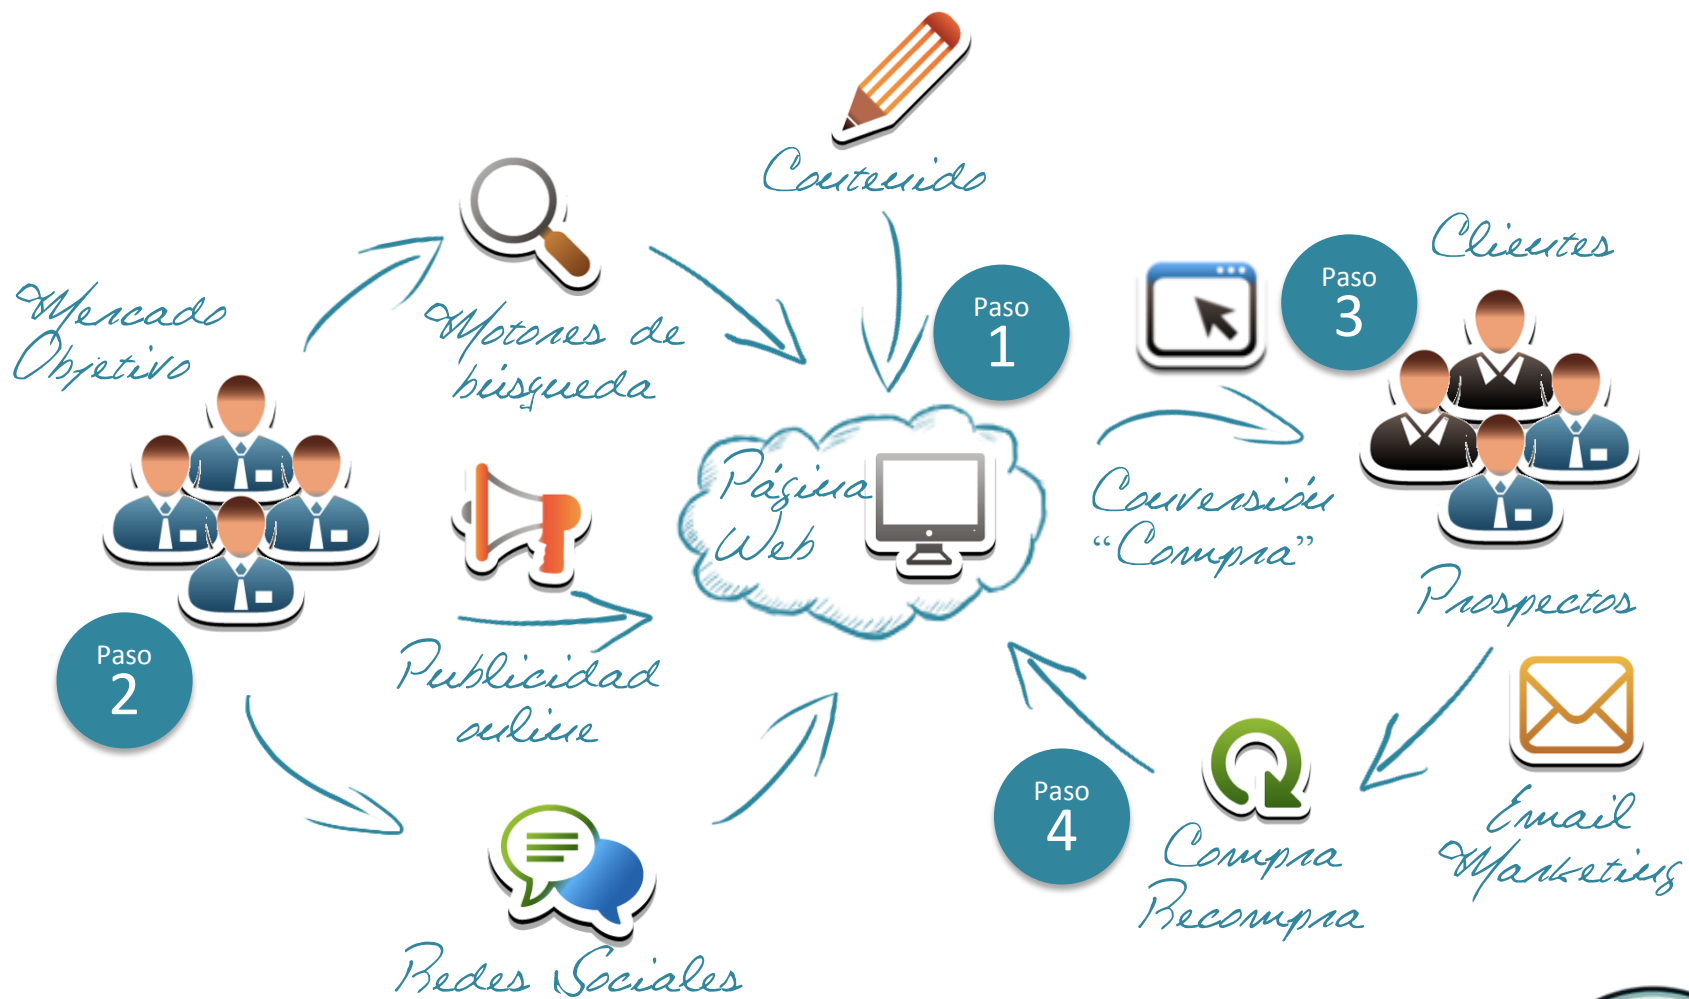 Contenido
Paso
1
Página
Web
Mercado
Objetivo
Paso
2
Motores de
búsqueda
Publicidad
online
Redes Sociales
Paso
3
Clientes
Conversión
“Compra”
Prospectos
Email
Marketing
Paso
4
Compra
Recompra